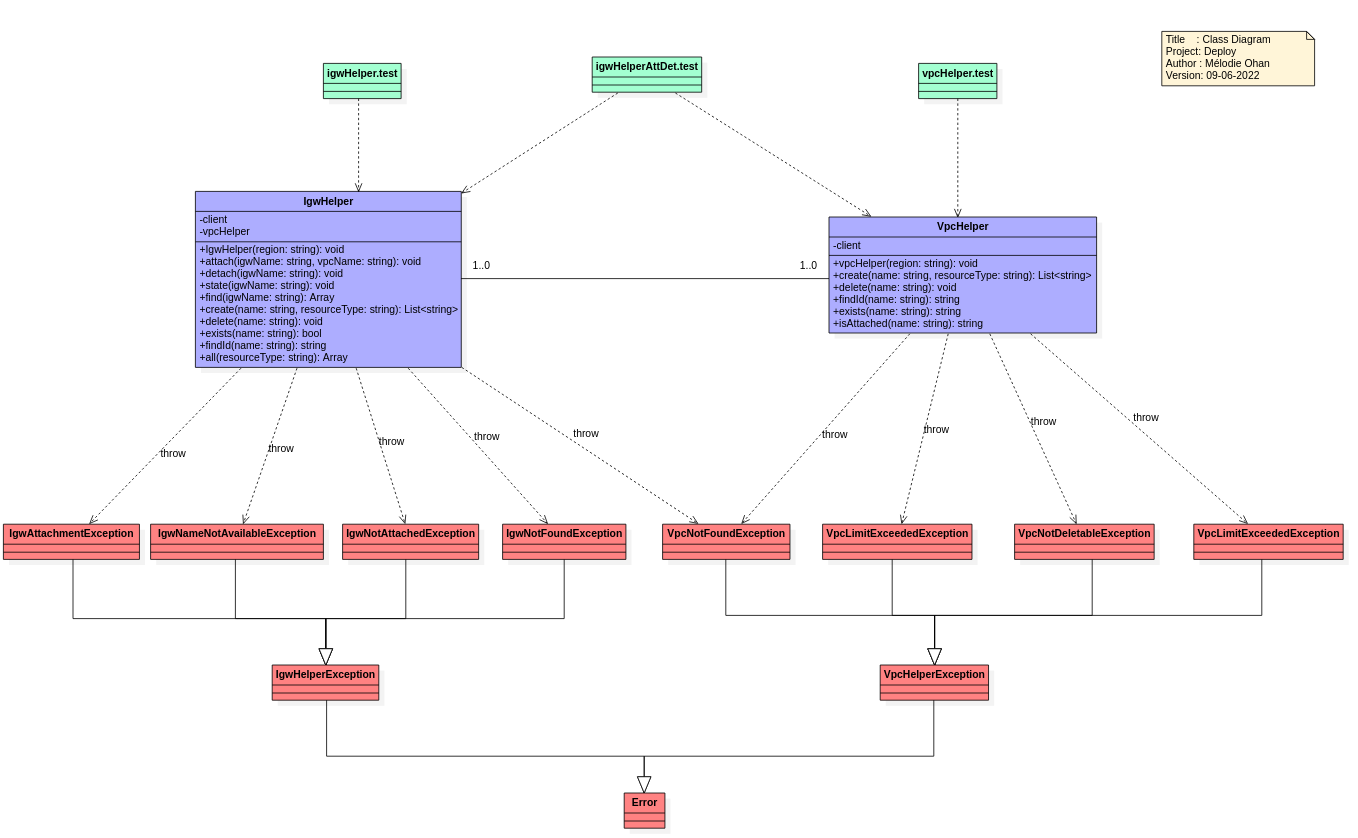 Title    : Class Diagram
Project: Deploy
Author : Mélodie Ohan
Version: 09-06-2022
igwHelper.test
igwHelperAttDet.test
vpcHelper.test
IgwHelper
-client
-vpcHelper
+IgwHelper(region: string): void
+attach(igwName: string, vpcName: string): void
+detach(igwName: string): void
+state(igwName: string): void
+find(igwName: string): Array
+create(name: string, resourceType: string): List<string>
+delete(name: string): void
+exists(name: string): bool
+findId(name: string): string
+all(resourceType: string): Array
1..0
1..0
VpcHelper
-client
+vpcHelper(region: string): void
+create(name: string, resourceType: string): List<string>
+delete(name: string): void
+findId(name: string): string
+exists(name: string): string
+isAttached(name: string): string
throw
throw
throw
throw
throw
throw
throw
throw
throw
IgwAttachmentException
IgwNameNotAvailableException
IgwNotAttachedException
IgwNotFoundException
VpcNotFoundException
VpcLimitExceededException
VpcNotDeletableException
VpcLimitExceededException
IgwHelperException
VpcHelperException
Error